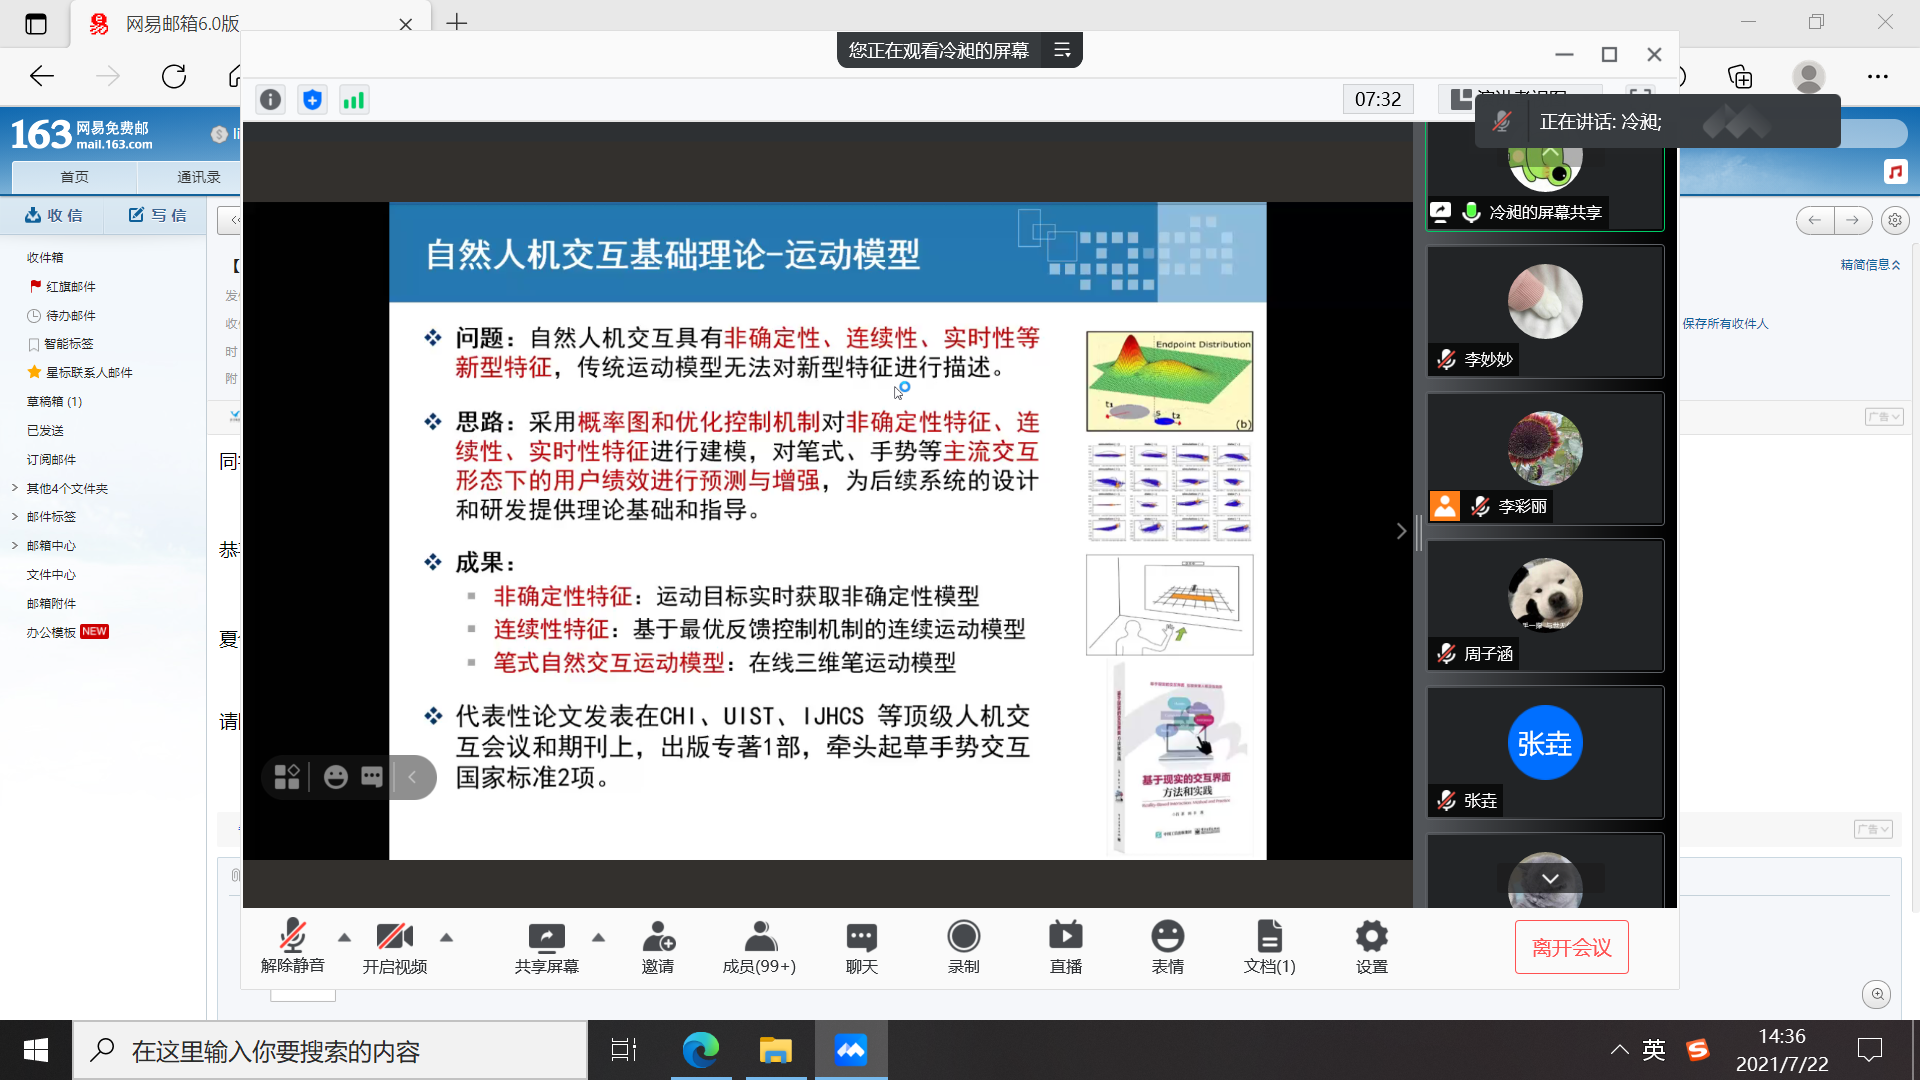 网易邮箱6.0版
您正在观看冷昶的屏幕
07:32
正在讲话: 冷昶;
163 网易免费邮
mail.163.com
首页
通讯录
收 信
写 信
收件箱
红旗邮件
待办邮件
智能标签
星标联系人邮件
草稿箱 (1)
已发送
订阅邮件
其他4个文件夹
邮件标签
邮箱中心
文件中心
邮箱附件
办公模板 NEW
精简信息
保存所有收件人
广告
广告
自然人机交互基础理论-运动模型
问题：自然人机交互具有非确定性、连续性、实时性等
新型特征，传统运动模型无法对新型特征进行描述。
思路：采用概率图和优化控制机制对非确定性特征、连
续性、实时性特征进行建模，对笔式、手势等主流交互
形态下的用户绩效进行预测与增强，为后续系统的设计
和研发提供理论基础和指导。
成果：
非确定性特征：运动目标实时获取非确定性模型
连续性特征：基于最优反馈控制机制的连续运动模型
笔式自然交互运动模型：在线三维笔运动模型
代表性论文发表在CHI、UIST、IJHCS 等顶级人机交
互会议和期刊上，出版专著1部，牵头起草手势交互
国家标准2项。
Endpoint Distribution
t1
S
t2
(b)
基于现实的交互界面
方法和实践
冷昶的屏幕共享
李妙妙
李彩丽
周子涵
张垚
张垚
解除静音
开启视频
共享屏幕
邀请
成员(99+)
聊天
录制
直播
表情
文档(1)
设置
离开会议
在这里输入你要搜索的内容
英
14:36
2021/7/22